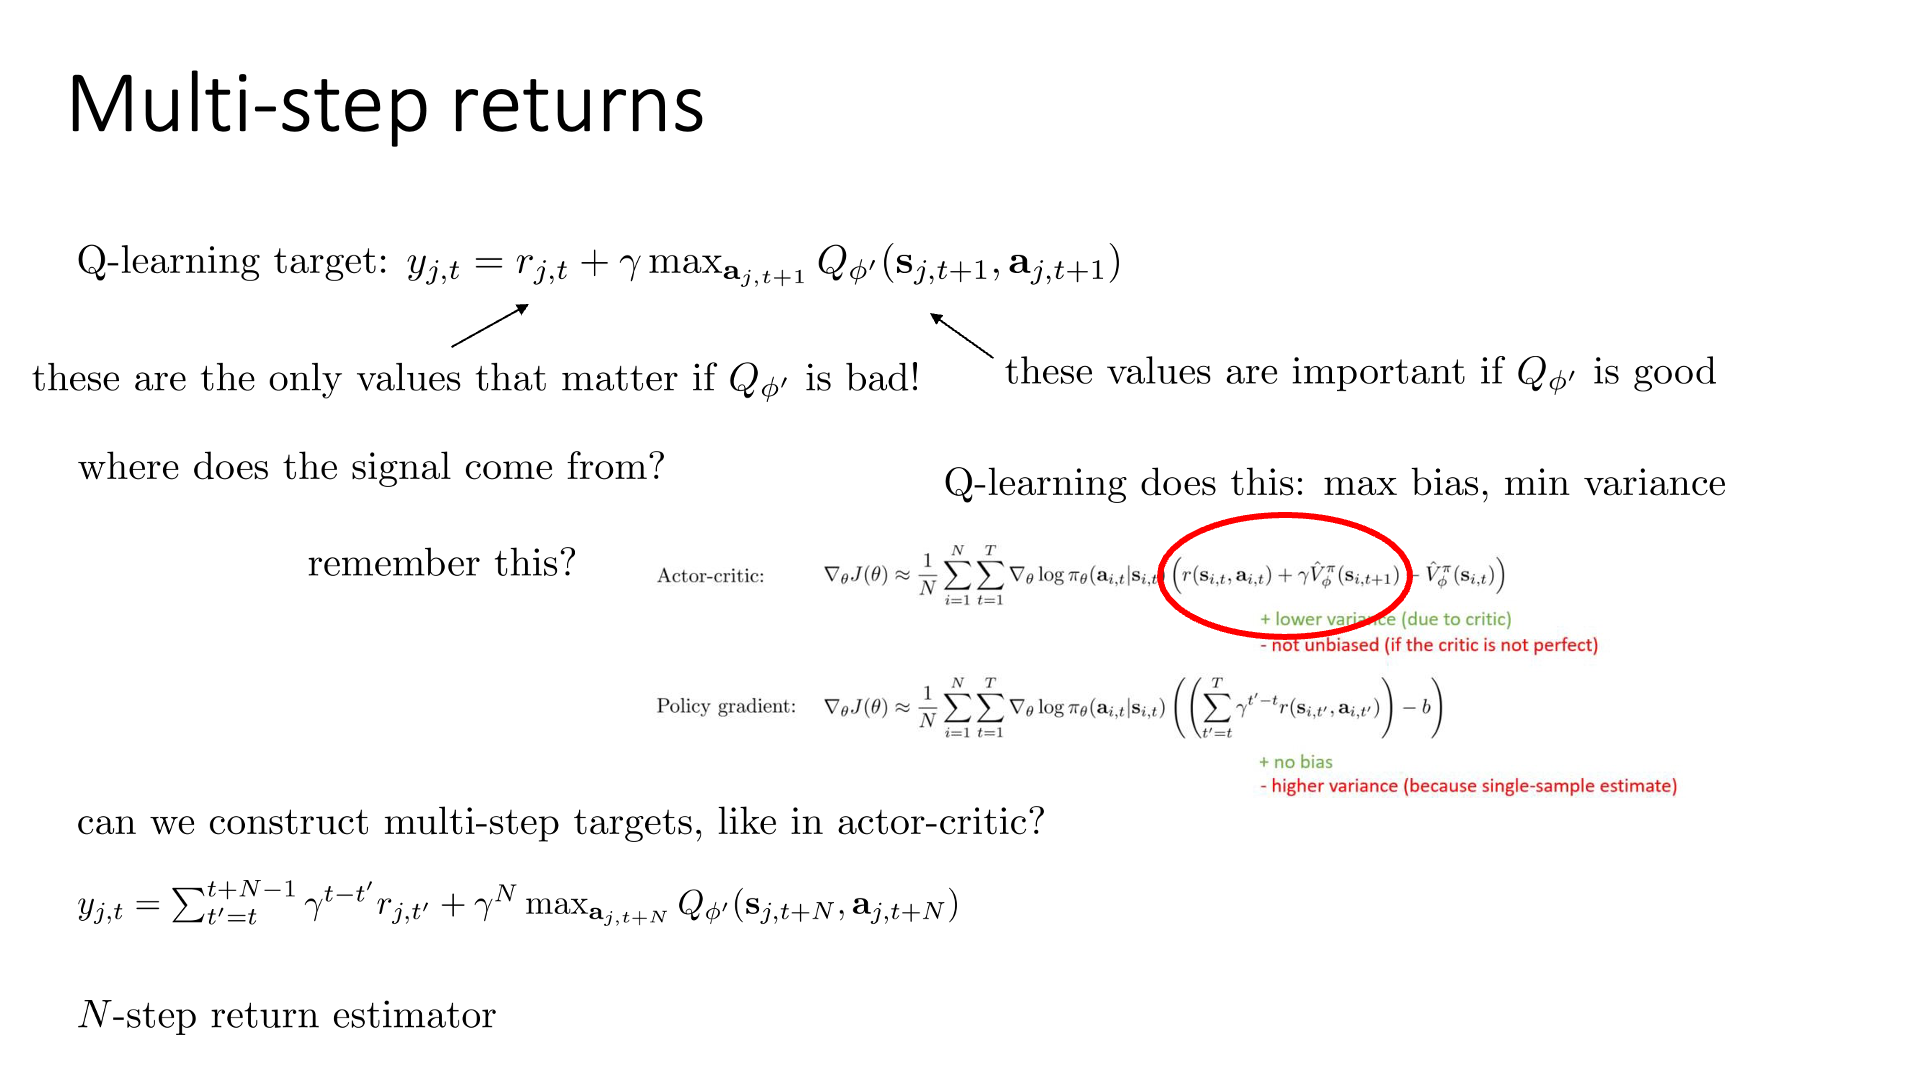 Multi-step returns
Q-learning target: $y_{j,t} = r_{j,t} + \gamma \max_{\mathbf{a}_{j,t+1}} Q_{\phi'}(\mathbf{s}_{j,t+1}, \mathbf{a}_{j,t+1})$
these are the only values that matter if $Q_{\phi'}$ is bad!
these values are important if $Q_{\phi'}$ is good
where does the signal come from?
Q-learning does this: max bias, min variance
remember this?
Actor-critic: $\nabla_\theta J(\theta) \approx \frac{1}{N} \sum_{i=1}^{N} \sum_{t=1}^{T} \nabla_\theta \log \pi_\theta(\mathbf{a}_{i,t}|\mathbf{s}_{i,t}) \left( r(\mathbf{s}_{i,t}, \mathbf{a}_{i,t}) + \gamma \hat{V}^\pi_\phi(\mathbf{s}_{i,t+1}) - \hat{V}^\pi_\phi(\mathbf{s}_{i,t}) \right)$
+ lower variance (due to critic)
- not unbiased (if the critic is not perfect)
Policy gradient: $\nabla_\theta J(\theta) \approx \frac{1}{N} \sum_{i=1}^{N} \sum_{t=1}^{T} \nabla_\theta \log \pi_\theta(\mathbf{a}_{i,t}|\mathbf{s}_{i,t}) \left( \left( \sum_{t'=t}^{T} \gamma^{t'-t} r(\mathbf{s}_{i,t'}, \mathbf{a}_{i,t'}) \right) - b \right)$
+ no bias
- higher variance (because single-sample estimate)
can we construct multi-step targets, like in actor-critic?
$y_{j,t} = \sum_{t'=t}^{t+N-1} \gamma^{t-t'} r_{j,t'} + \gamma^N \max_{\mathbf{a}_{j,t+N}} Q_{\phi'}(\mathbf{s}_{j,t+N}, \mathbf{a}_{j,t+N})$
$N$-step return estimator